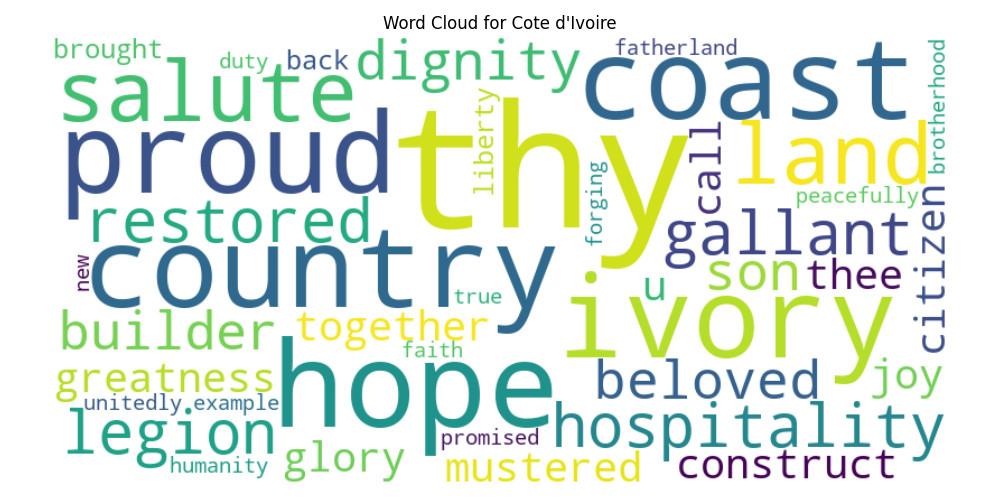 Word Cloud for Cote d'Ivoire
brought
duty
back
dignity
fatherland
coast
brotherhood
salute
proud
thy
liberty
call
land
forging
peacefully
restored
gallant
citizen
country
new
true
u
son
thee
ivory
builder
together
faith
hope
greatness
beloved
joy
unitedly
example
legion
hospitality
promised
humanity
glory
mustered
construct